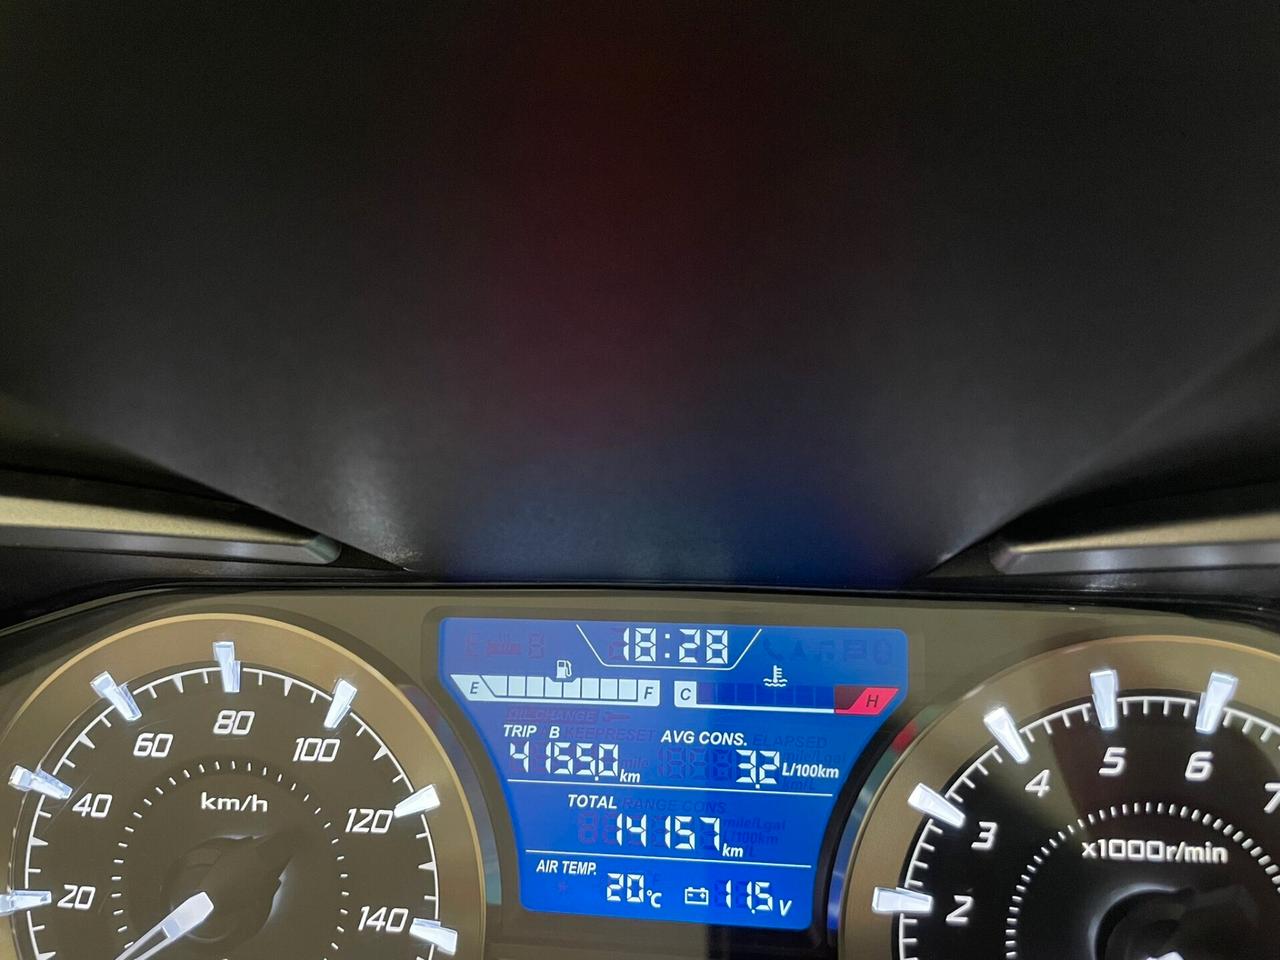 18:28
E F C H
TRIP B AVG CONS.
4155.0 km 3.2 L/100km
TOTAL
14157 km
AIR TEMP.
20°C 11.5 V
20 40 60 80 100 120 140
km/h
2 3 4 5 6 7
x1000r/min